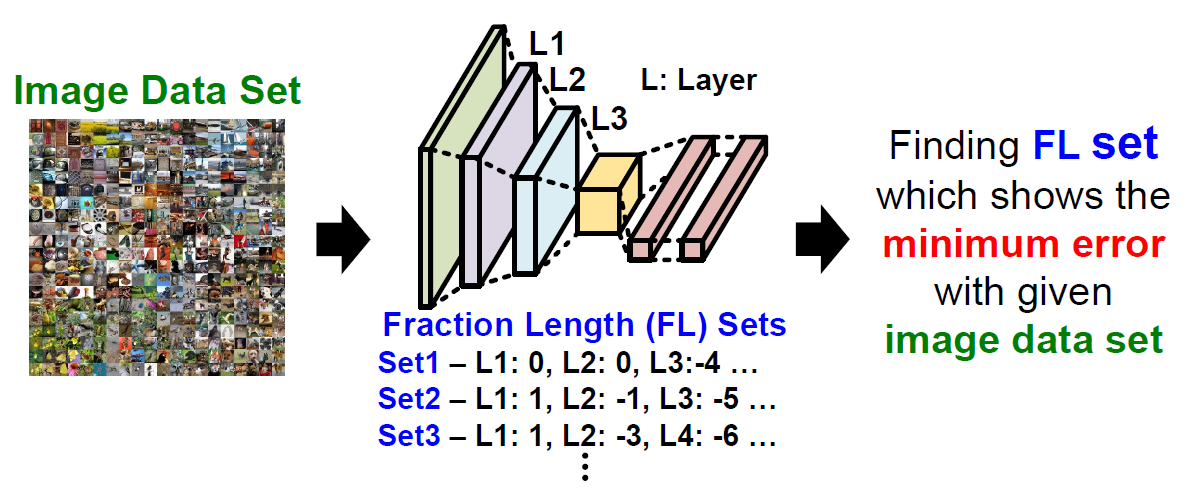 Image Data Set
L1
L2
L3
L: Layer
Fraction Length (FL) Sets
Set1 – L1: 0, L2: 0, L3:-4 ...
Set2 – L1: 1, L2: -1, L3: -5 ...
Set3 – L1: 1, L2: -3, L4: -6 ...
Finding FL set
which shows the
minimum error
with given
image data set